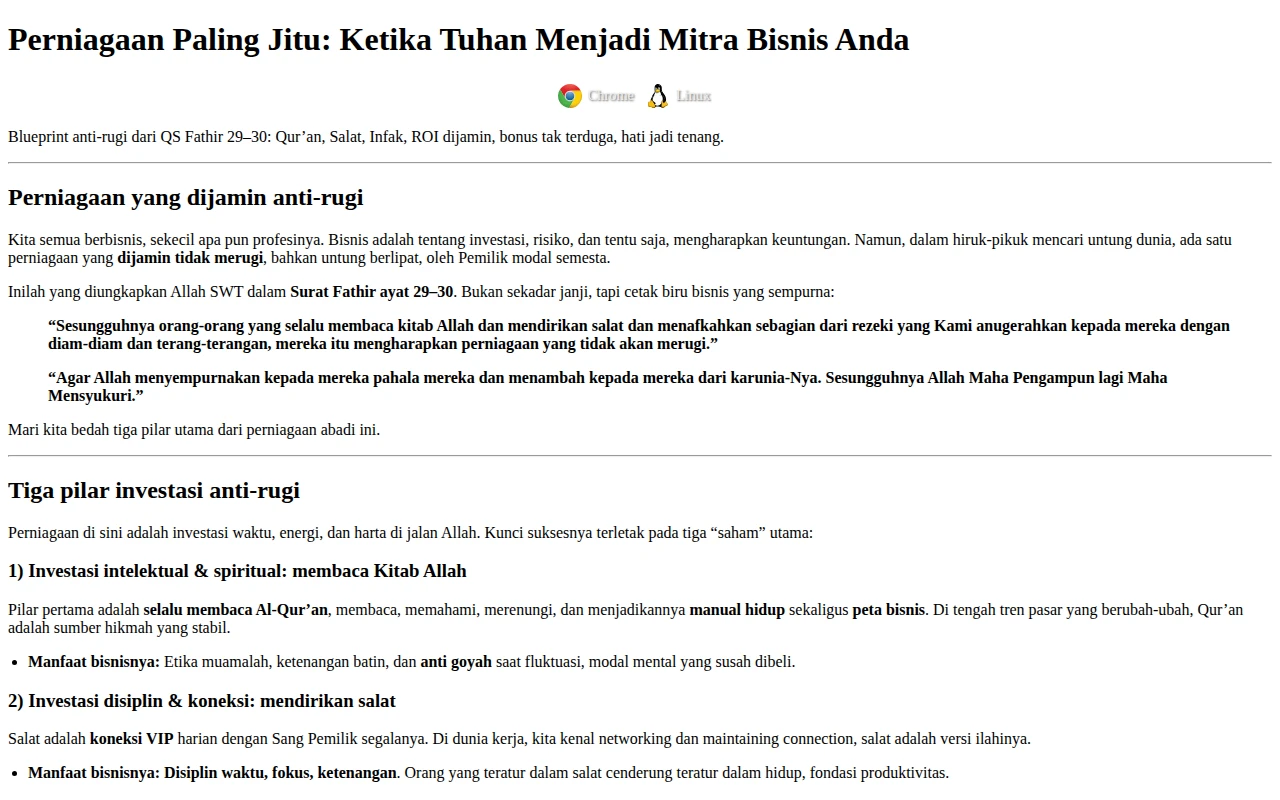 Perniagaan Paling Jitu: Ketika Tuhan Menjadi Mitra Bisnis Anda
Chrome Linux
Blueprint anti-rugi dari QS Fathir 29–30: Qur’an, Salat, Infak, ROI dijamin, bonus tak terduga, hati jadi tenang.
Perniagaan yang dijamin anti-rugi
Kita semua berbisnis, sekecil apa pun profesinya. Bisnis adalah tentang investasi, risiko, dan tentu saja, mengharapkan keuntungan. Namun, dalam hiruk-pikuk mencari untung dunia, ada satu
perniagaan yang dijamin tidak merugi, bahkan untung berlipat, oleh Pemilik modal semesta.
Inilah yang diungkapkan Allah SWT dalam Surat Fathir ayat 29–30. Bukan sekadar janji, tapi cetak biru bisnis yang sempurna:
“Sesungguhnya orang-orang yang selalu membaca kitab Allah dan mendirikan salat dan menafkahkan sebagian dari rezeki yang Kami anugerahkan kepada mereka dengan
diam-diam dan terang-terangan, mereka itu mengharapkan perniagaan yang tidak akan merugi.”
“Agar Allah menyempurnakan kepada mereka pahala mereka dan menambah kepada mereka dari karunia-Nya. Sesungguhnya Allah Maha Pengampun lagi Maha
Mensyukuri.”
Mari kita bedah tiga pilar utama dari perniagaan abadi ini.
Tiga pilar investasi anti-rugi
Perniagaan di sini adalah investasi waktu, energi, dan harta di jalan Allah. Kunci suksesnya terletak pada tiga “saham” utama:
1) Investasi intelektual & spiritual: membaca Kitab Allah
Pilar pertama adalah selalu membaca Al-Qur’an, membaca, memahami, merenungi, dan menjadikannya manual hidup sekaligus peta bisnis. Di tengah tren pasar yang berubah-ubah, Qur’an
adalah sumber hikmah yang stabil.
• Manfaat bisnisnya: Etika muamalah, ketenangan batin, dan anti goyah saat fluktuasi, modal mental yang susah dibeli.
2) Investasi disiplin & koneksi: mendirikan salat
Salat adalah koneksi VIP harian dengan Sang Pemilik segalanya. Di dunia kerja, kita kenal networking dan maintaining connection, salat adalah versi ilahinya.
• Manfaat bisnisnya: Disiplin waktu, fokus, ketenangan. Orang yang teratur dalam salat cenderung teratur dalam hidup, fondasi produktivitas.